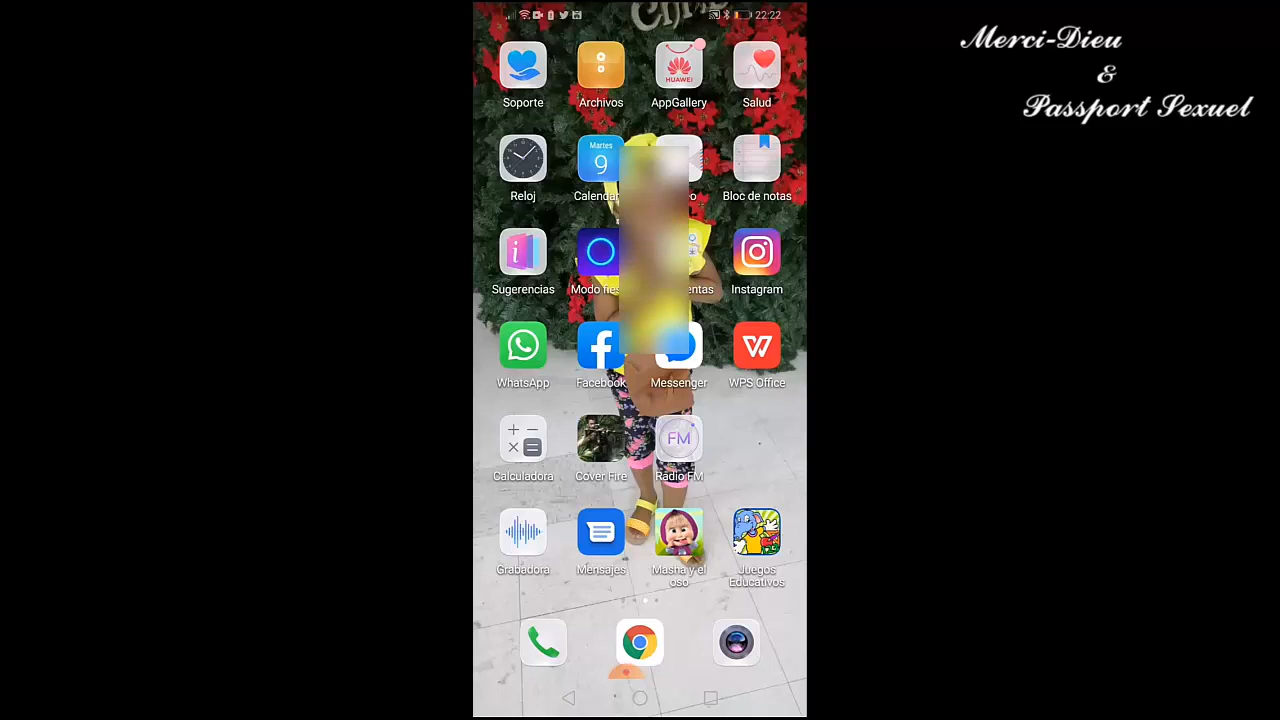 22:22
Merci-Dieu
&
Passport Sexuel
Soporte
Archivos
HUAWEI
AppGallery
Salud
Martes
9
Reloj
Bloc de notas
i
Sugerencias
Instagram
WhatsApp
Facebook
Messenger
W
WPS Office
FM
Calculadora
Cover Fire
Radio FM
Grabadora
Mensajes
Masha y el
oso
Juegos
Educativos